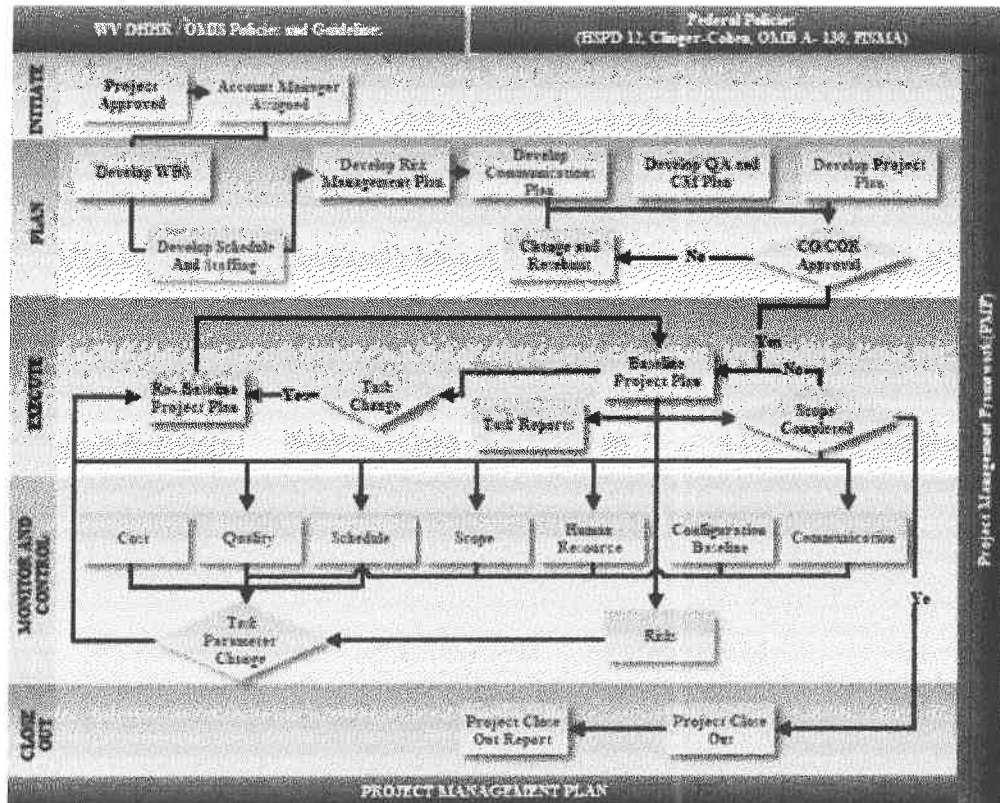 WV DHHR / OMIS Policies and Guidelines
Federal Policies
(HSPD 12, Clinger-Cohen, OMB A-130, FISMA)
INITIATE
Project
Approved
Account Manager
Assigned
PLAN
Develop WBS
Develop Risk
Management Plan
Develop
Communications
Plan
Develop QA and
CM Plan
Develop Project
Plan
Develop Schedule
And Staffing
Change and
Resubmit
No
CO/COR
Approval
EXECUTE
Yes
Re-Baseline
Project Plan
Yes
Task
Change
Baseline
Project Plan
No
Task Reports
Scope
Completed
MONITOR AND
CONTROL
Cost
Quality
Schedule
Scope
Human
Resource
Configuration
Baseline
Communication
Ye
Task
Parameter
Change
Risks
CLOSE
OUT
Project Close
Out Report
Project Close
Out
Project Management Framework (PMF)
PROJECT MANAGEMENT PLAN